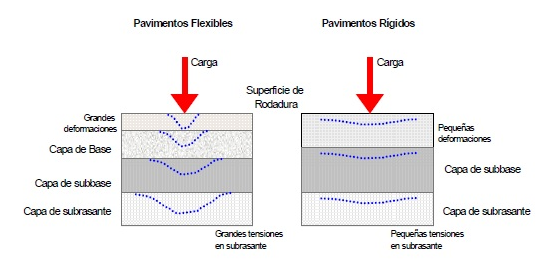 Pavimentos Flexibles
Pavimentos Rígidos
Carga
Carga
Superficie de
Rodadura
Grandes
deformaciones
Capa de Base
Capa de subbase
Capa de subrasante
Grandes tensiones
en subrasante
Pequeñas
deformaciones
Capa de subbase
Capa de subrasante
Pequeñas tensiones
en subrasante